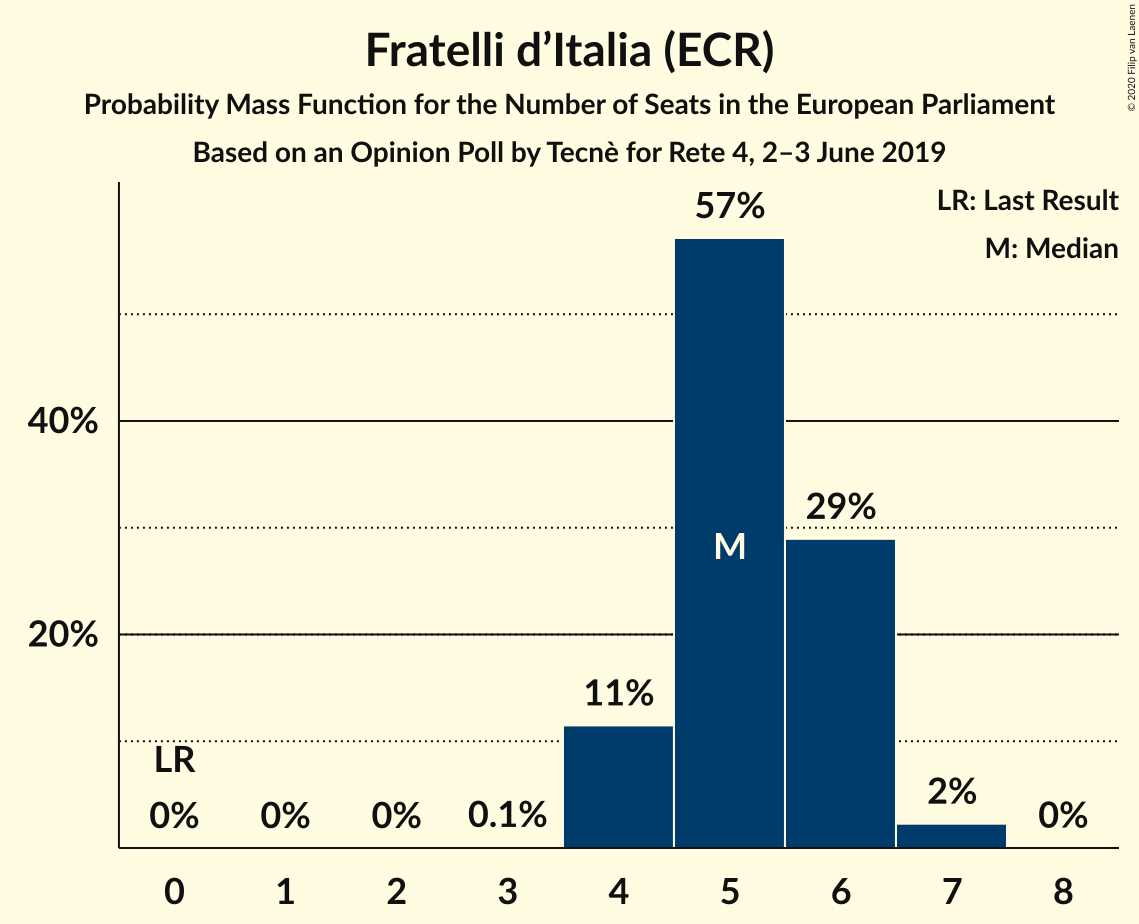 Fratelli d’Italia (ECR)
Probability Mass Function for the Number of Seats in the European Parliament
Based on an Opinion Poll by Tecnè for Rete 4, 2–3 June 2019
© 2020 Filip van Laenen
LR: Last Result
M: Median
57%
40%
29%
M
20%
11%
LR
0% 0% 0% 0.1% 2% 0%
0 1 2 3 4 5 6 7 8